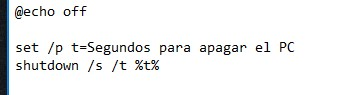 @echo off
set /p t=Segundos para apagar el PC
shutdown /s /t %t%